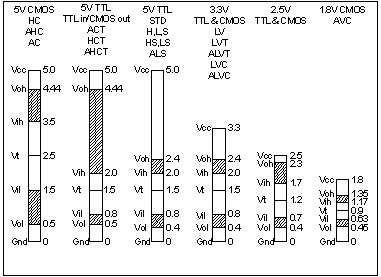 5V CMOS
HC
AHC
AC
5V TTL
TTL in/CMOS out
ACT
HCT
AHCT
5V TTL
STD
H,L,S
HS,LS
ALS
3.3V
TTL & CMOS
LV
LVT
ALVT
LVC
ALVC
2.5V
TTL & CMOS
1.8V CMOS
AVC
Vcc 5.0
Voh 4.44
Vih 3.5
Vt 2.5
Vil 1.5
Vol 0.5
Gnd 0
Vcc 5.0
Voh 4.44
Vih 2.0
Vt 1.5
Vil 0.8
Vol 0.5
Gnd 0
Vcc 5.0
Voh 2.4
Vih 2.0
Vt 1.5
Vil 0.8
Vol 0.4
Gnd 0
Vcc 3.3
Voh 2.4
Vih 2.0
Vt 1.5
Vil 0.8
Vol 0.4
Gnd 0
Vcc 2.5
Voh 2.3
Vih 1.7
Vt 1.2
Vil 0.7
Vol 0.4
Gnd 0
Vcc 1.8
Voh 1.35
Vih 1.17
Vt 0.9
Vil 0.63
Vol 0.45
Gnd 0